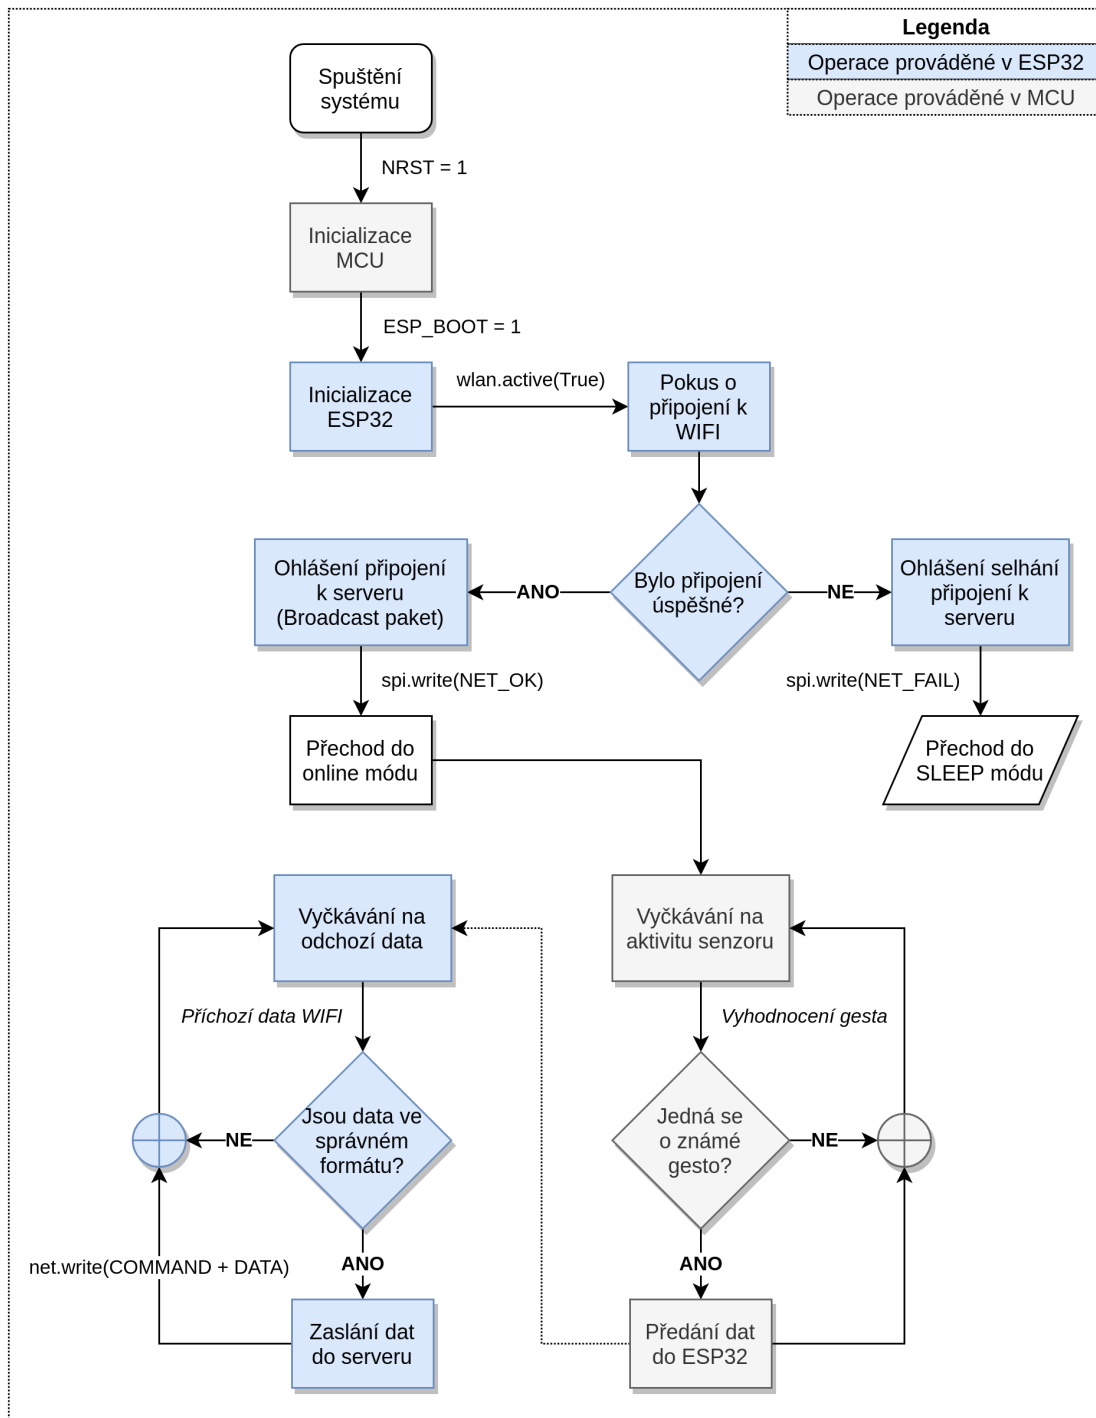 Legenda
Operace prováděné v ESP32
Operace prováděné v MCU
Spuštění
systému
NRST = 1
Inicializace
MCU
ESP_BOOT = 1
Inicializace
ESP32
wlan.active(True)
Pokus o
připojení k
WIFI
Ohlášení připojení
k serveru
(Broadcast paket)
ANO
Bylo připojení
úspěšné?
NE
Ohlášení selhání
připojení k
serveru
spi.write(NET_OK)
spi.write(NET_FAIL)
Přechod do
online módu
Přechod do
SLEEP módu
Vyčkávání na
odchozí data
Vyčkávání na
aktivitu senzoru
Příchozí data WIFI
Vyhodnocení gesta
NE
Jsou data ve
správném
formátu?
Jedná se
o známé
gesto?
NE
net.write(COMMAND + DATA)
ANO
ANO
Zaslání dat
do serveru
Předání dat
do ESP32